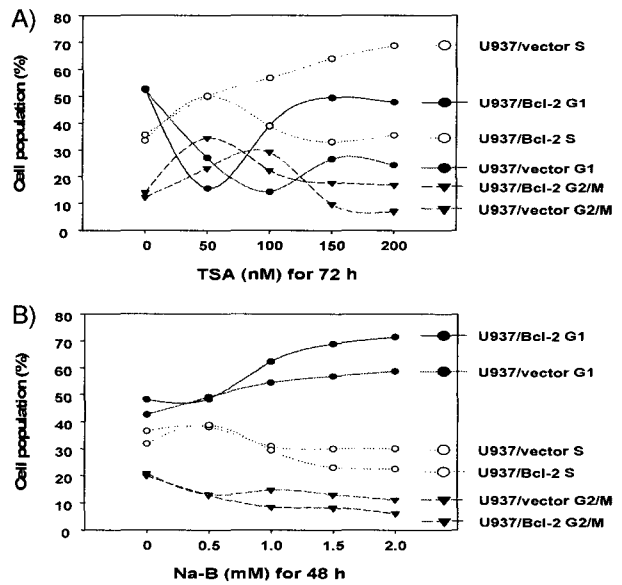 A)
Cell population (%)
80
70
60
50
40
30
20
10
0
0 50 100 150 200
TSA (nM) for 72 h
U937/vector S
U937/Bcl-2 G1
U937/Bcl-2 S
U937/vector G1
U937/Bcl-2 G2/M
U937/vector G2/M
B)
Cell population (%)
80
70
60
50
40
30
20
10
0
0 0.5 1.0 1.5 2.0
Na-B (mM) for 48 h
U937/Bcl-2 G1
U937/vector G1
U937/vector S
U937/Bcl-2 S
U937/vector G2/M
U937/Bcl-2 G2/M